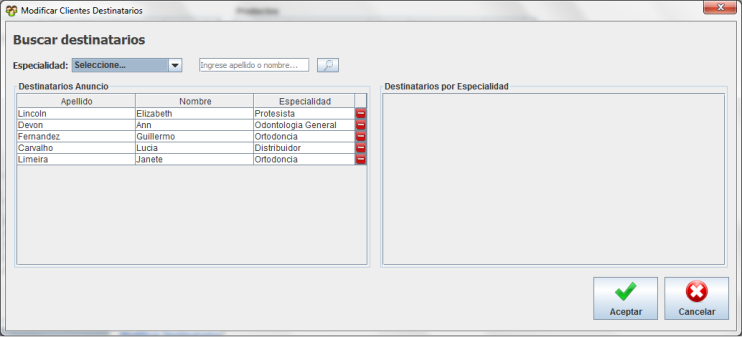 Modificar Clientes Destinatarios
Buscar destinatarios
Especialidad: Seleccione... Ingrese apellido o nombre...
Destinatarios Anuncio
Apellido Nombre Especialidad
Lincoln Elizabeth Protesista
Devon Ann Odontologia General
Fernandez Guillermo Ortodoncia
Carvalho Lucia Distribuidor
Limeira Janete Ortodoncia
Destinatarios por Especialidad
Aceptar Cancelar